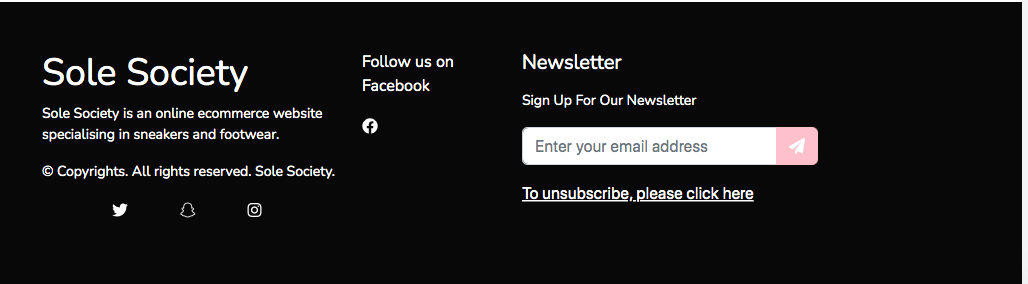 Sole Society
Sole Society is an online ecommerce website
specialising in sneakers and footwear.
© Copyrights. All rights reserved. Sole Society.
Follow us on
Facebook
Newsletter
Sign Up For Our Newsletter
Enter your email address
To unsubscribe, please click here